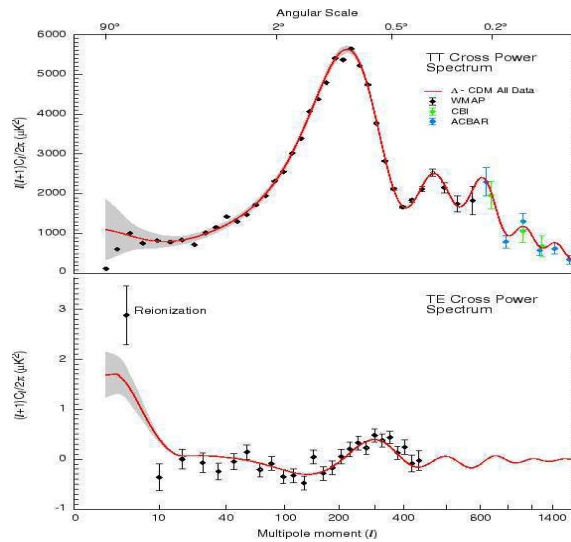 Angular Scale
90° 2° 0.5° 0.2°
6000
5000
4000
3000
2000
1000
0
l(l+1)Cl/2π (μK²)
TT Cross Power
Spectrum
Λ - CDM All Data
WMAP
CBI
ACBAR
3
2
1
0
-1
(l+1)Cl/2π (μK²)
Reionization
TE Cross Power
Spectrum
0 10 40 100 200 400 800 1400
Multipole moment (l)